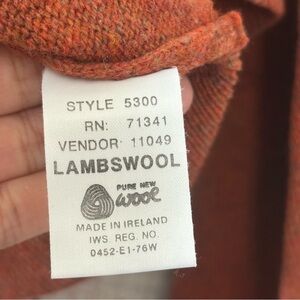 STYLE 5300
RN: 71341
VENDOR: 11049
LAMBSWOOL
PURE NEW
wool
MADE IN IRELAND
IWS. REG. NO.
0452-E1-76W